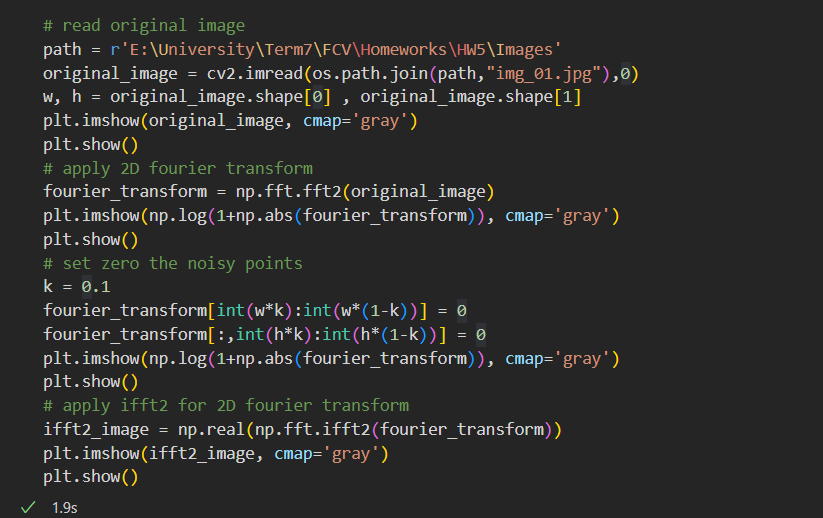 # read original image
path = r'E:\University\Term7\FCV\Homeworks\HW5\Images'
original_image = cv2.imread(os.path.join(path,"img_01.jpg"),0)
w, h = original_image.shape[0] , original_image.shape[1]
plt.imshow(original_image, cmap='gray')
plt.show()
# apply 2D fourier transform
fourier_transform = np.fft.fft2(original_image)
plt.imshow(np.log(1+np.abs(fourier_transform)), cmap='gray')
plt.show()
# set zero the noisy points
k = 0.1
fourier_transform[int(w*k):int(w*(1-k))] = 0
fourier_transform[:,int(h*k):int(h*(1-k))] = 0
plt.imshow(np.log(1+np.abs(fourier_transform)), cmap='gray')
plt.show()
# apply ifft2 for 2D fourier transform
ifft2_image = np.real(np.fft.ifft2(fourier_transform))
plt.imshow(ifft2_image, cmap='gray')
plt.show()
✓ 1.9s